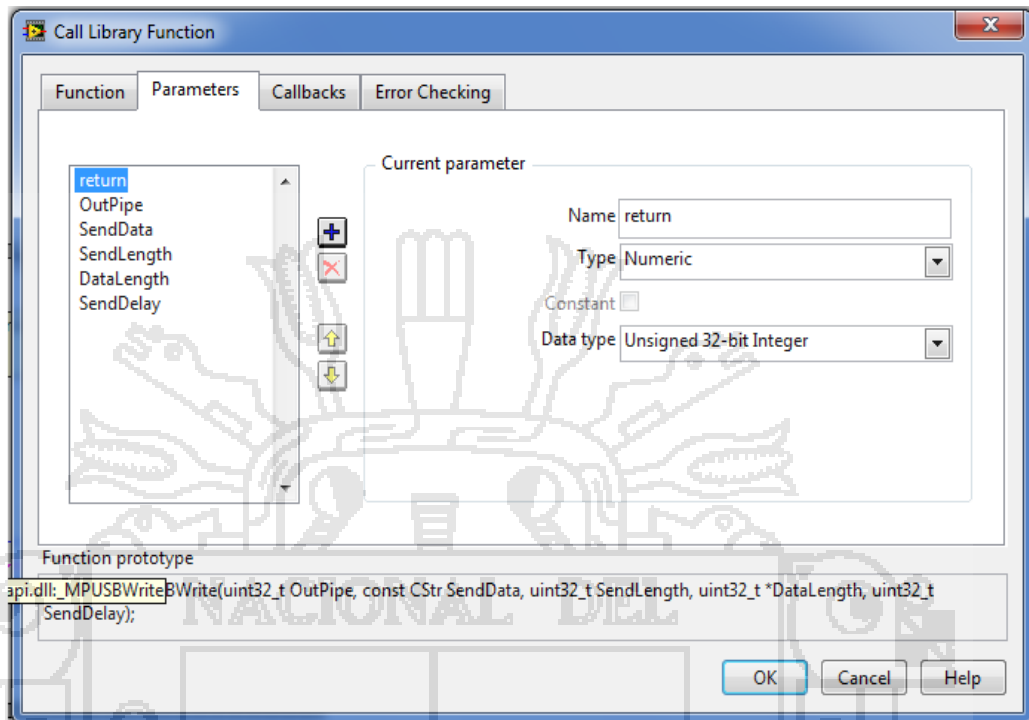 Call Library Function
Function Parameters Callbacks Error Checking
Current parameter
return
OutPipe
SendData
SendLength
DataLength
SendDelay
Name return
Type Numeric
Constant
Data type Unsigned 32-bit Integer
Function prototype
api.dll:_MPUSBWriteBWrite(uint32_t OutPipe, const CStr SendData, uint32_t SendLength, uint32_t *DataLength, uint32_t
SendDelay);
NACIONAL DEL
OK Cancel Help